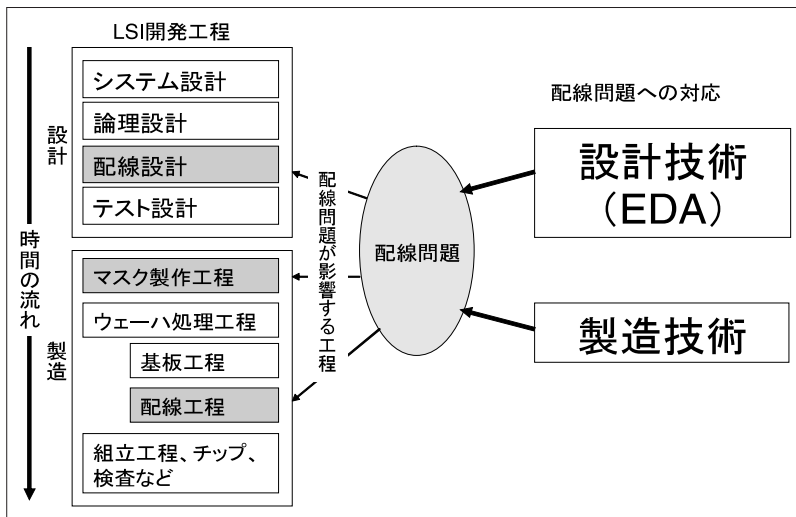 LSI開発工程
時間の流れ
設計
システム設計
論理設計
配線設計
テスト設計
製造
マスク製作工程
ウェーハ処理工程
基板工程
配線工程
組立工程、チップ、
検査など
配線問題が影響する工程
配線問題
配線問題への対応
設計技術
（EDA）
製造技術